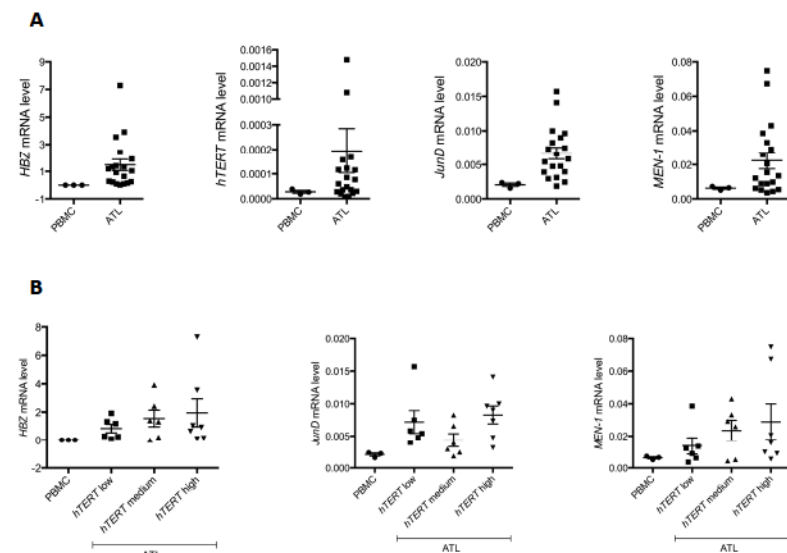 A
HBZ mRNA level
9
7
5
3
1
-1
PBMC
ATL
hTERT mRNA level
0.0016
0.0014
0.0012
0.0010
0.0003
0.0002
0.0001
0.0000
PBMC
ATL
JunD mRNA level
0.020
0.015
0.010
0.005
0.000
PBMC
ATL
MEN-1 mRNA level
0.08
0.06
0.04
0.02
0.00
PBMC
ATL
B
HBZ mRNA level
8
6
4
2
0
-2
PBMC
hTERT low
hTERT medium
hTERT high
ATL
JunD mRNA level
0.020
0.015
0.010
0.005
0.000
PBMC
hTERT low
hTERT medium
hTERT high
ATL
MEN-1 mRNA level
0.08
0.06
0.04
0.02
0.00
PBMC
hTERT low
hTERT medium
hTERT high
ATL